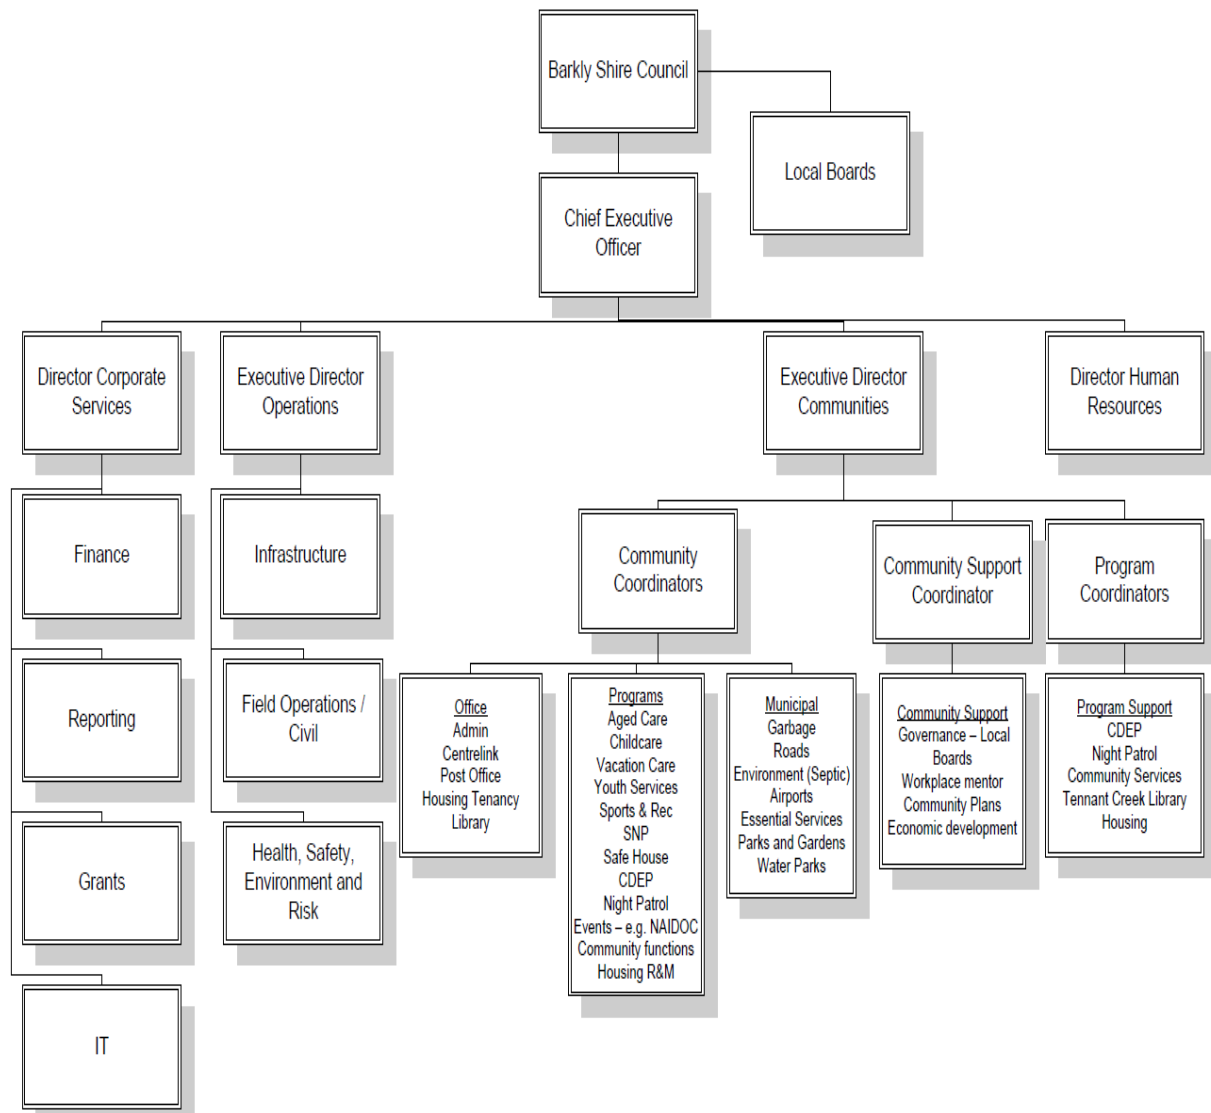 Barkly Shire Council
Local Boards
Chief Executive
Officer
Director Corporate
Services
Executive Director
Operations
Executive Director
Communities
Director Human
Resources
Finance
Infrastructure
Community
Coordinators
Community Support
Coordinator
Program
Coordinators
Reporting
Field Operations /
Civil
Office
Admin
Centrelink
Post Office
Housing Tenancy
Library
Programs
Aged Care
Childcare
Vacation Care
Youth Services
Sports & Rec
SNP
Safe House
CDEP
Night Patrol
Events – e.g. NAIDOC
Community functions
Housing R&M
Municipal
Garbage
Roads
Environment (Septic)
Airports
Essential Services
Parks and Gardens
Water Parks
Community Support
Governance – Local
Boards
Workplace mentor
Community Plans
Economic development
Program Support
CDEP
Night Patrol
Community Services
Tennant Creek Library
Housing
Grants
Health, Safety,
Environment and
Risk
IT